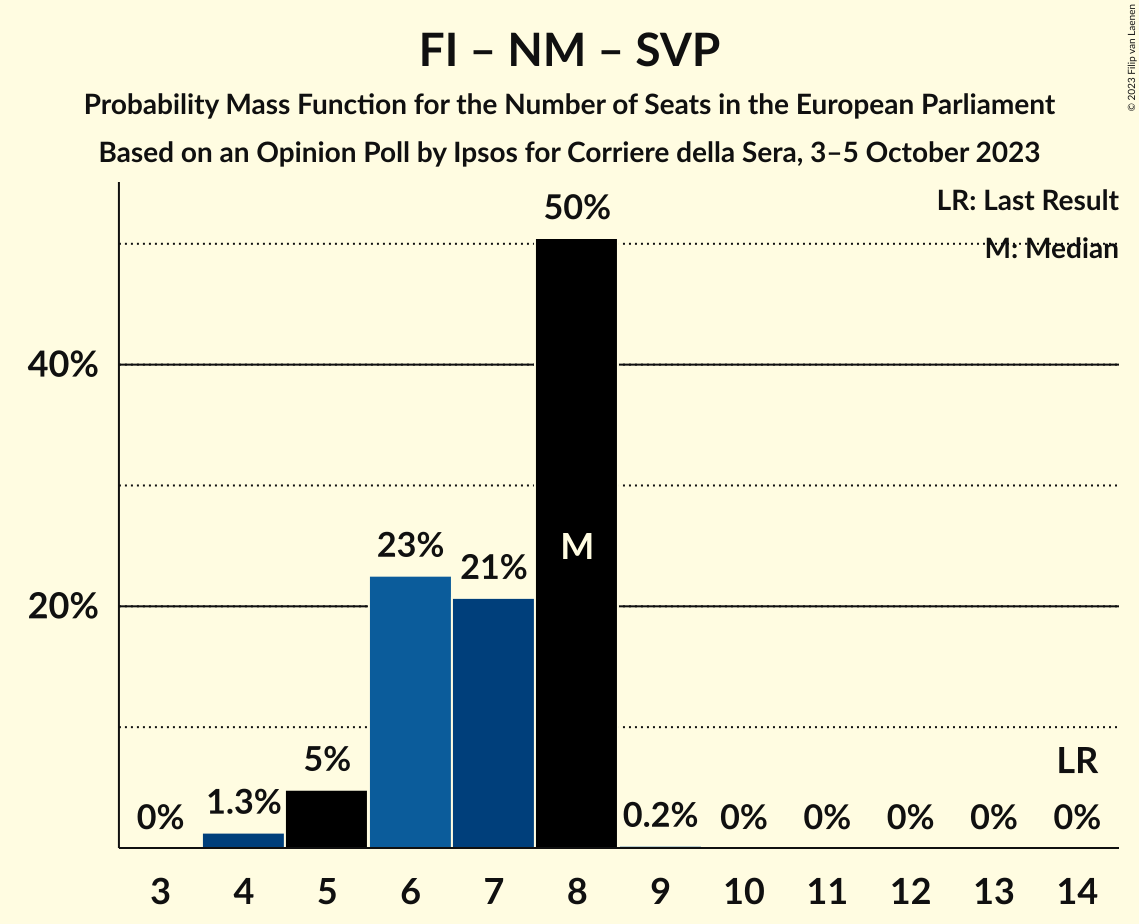 FI – NM – SVP
Probability Mass Function for the Number of Seats in the European Parliament
Based on an Opinion Poll by Ipsos for Corriere della Sera, 3–5 October 2023
© 2023 Filip van Laenen
LR: Last Result
M: Median
50%
40%
M
23%
21%
20%
5%
LR
0%
1.3%
0.2%
0%
0%
0%
0%
0%
3 4 5 6 7 8 9 10 11 12 13 14